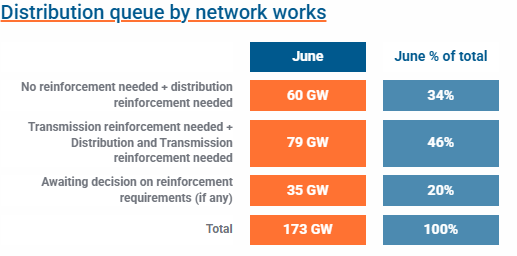 Distribution queue by network works
June
June % of total
No reinforcement needed + distribution
reinforcement needed
60 GW
34%
Transmission reinforcement needed +
Distribution and Transmission
reinforcement needed
79 GW
46%
Awaiting decision on reinforcement
requirements (if any)
35 GW
20%
Total
173 GW
100%